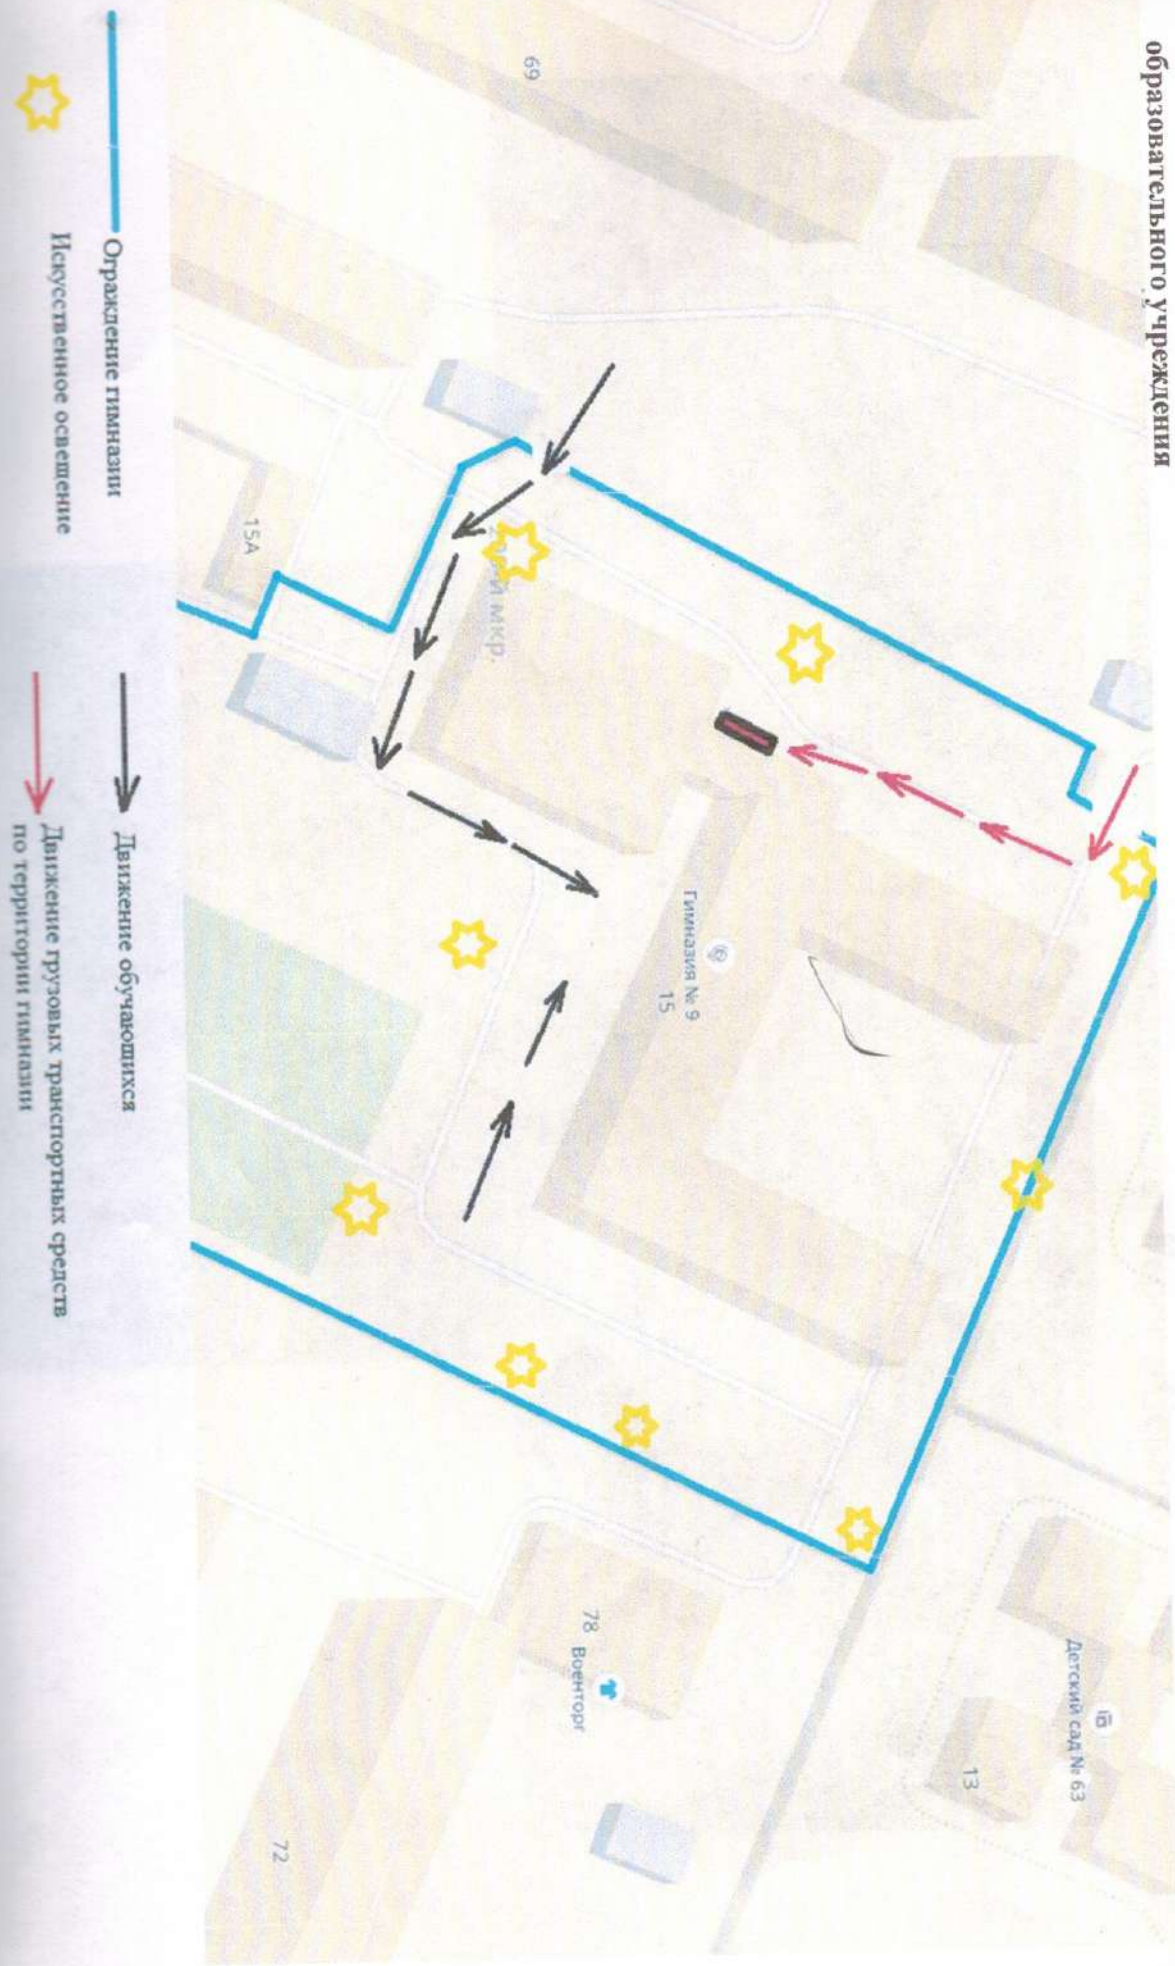 образовательного учреждения
69
Детский сад № 63
13
Гимназия № 9
15
78 Военторг
мкр.
15А
72
Ограждение гимназии
Движение обучающихся
Искусственное освещение
Движение грузовых транспортных средств
по территории гимназии